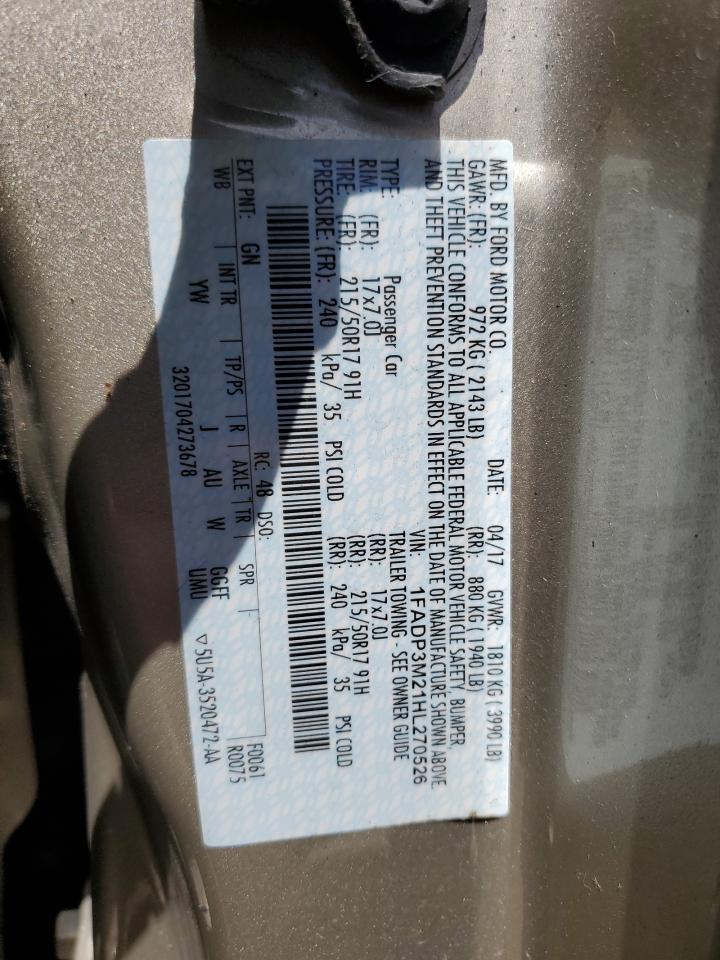 MFD. BY FORD MOTOR CO.
DATE: 04/17 GVWR: 1810 KG ( 3990 LB)
GAWR: (FR): 972 KG ( 2143 LB) (RR): 880 KG ( 1940 LB)
THIS VEHICLE CONFORMS TO ALL APPLICABLE FEDERAL MOTOR VEHICLE SAFETY, BUMPER
AND THEFT PREVENTION STANDARDS IN EFFECT ON THE DATE OF MANUFACTURE SHOWN ABOVE.
VIN: 1FADP3M21HL270526
TYPE: Passenger Car TRAILER TOWING - SEE OWNER GUIDE
RIM: (FR): 17x7.0J (RR): 17x7.0J
TIRE: (FR): 215/50R17 91H (RR): 215/50R17 91H
PRESSURE: (FR): 240 kPa/ 35 PSI COLD (RR): 240 kPa/ 35 PSI COLD
RC: 48 DSO: F0061
EXT PNT: GN INT TR TP/PS R AXLE TR SPR R0075
WB YW J AU W GGFF
UMU
3201704273678 ▽5U5A-3520472-AA